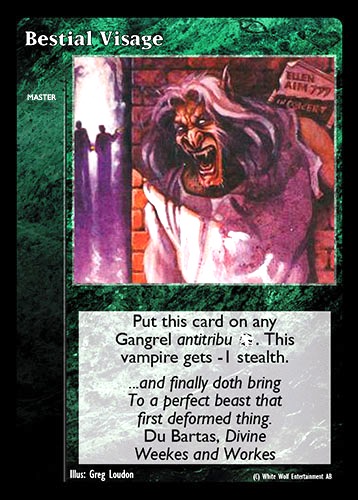 Bestial Visage
MASTER
ELLEN
AIM
IN CONCERT
Put this card on any
Gangrel antitribu . This
vampire gets -1 stealth.
...and finally doth bring
To a perfect beast that
first deformed thing.
Du Bartas, Divine
Weekes and Workes
Illus: Greg Loudon
(C) White Wolf Entertainment AB